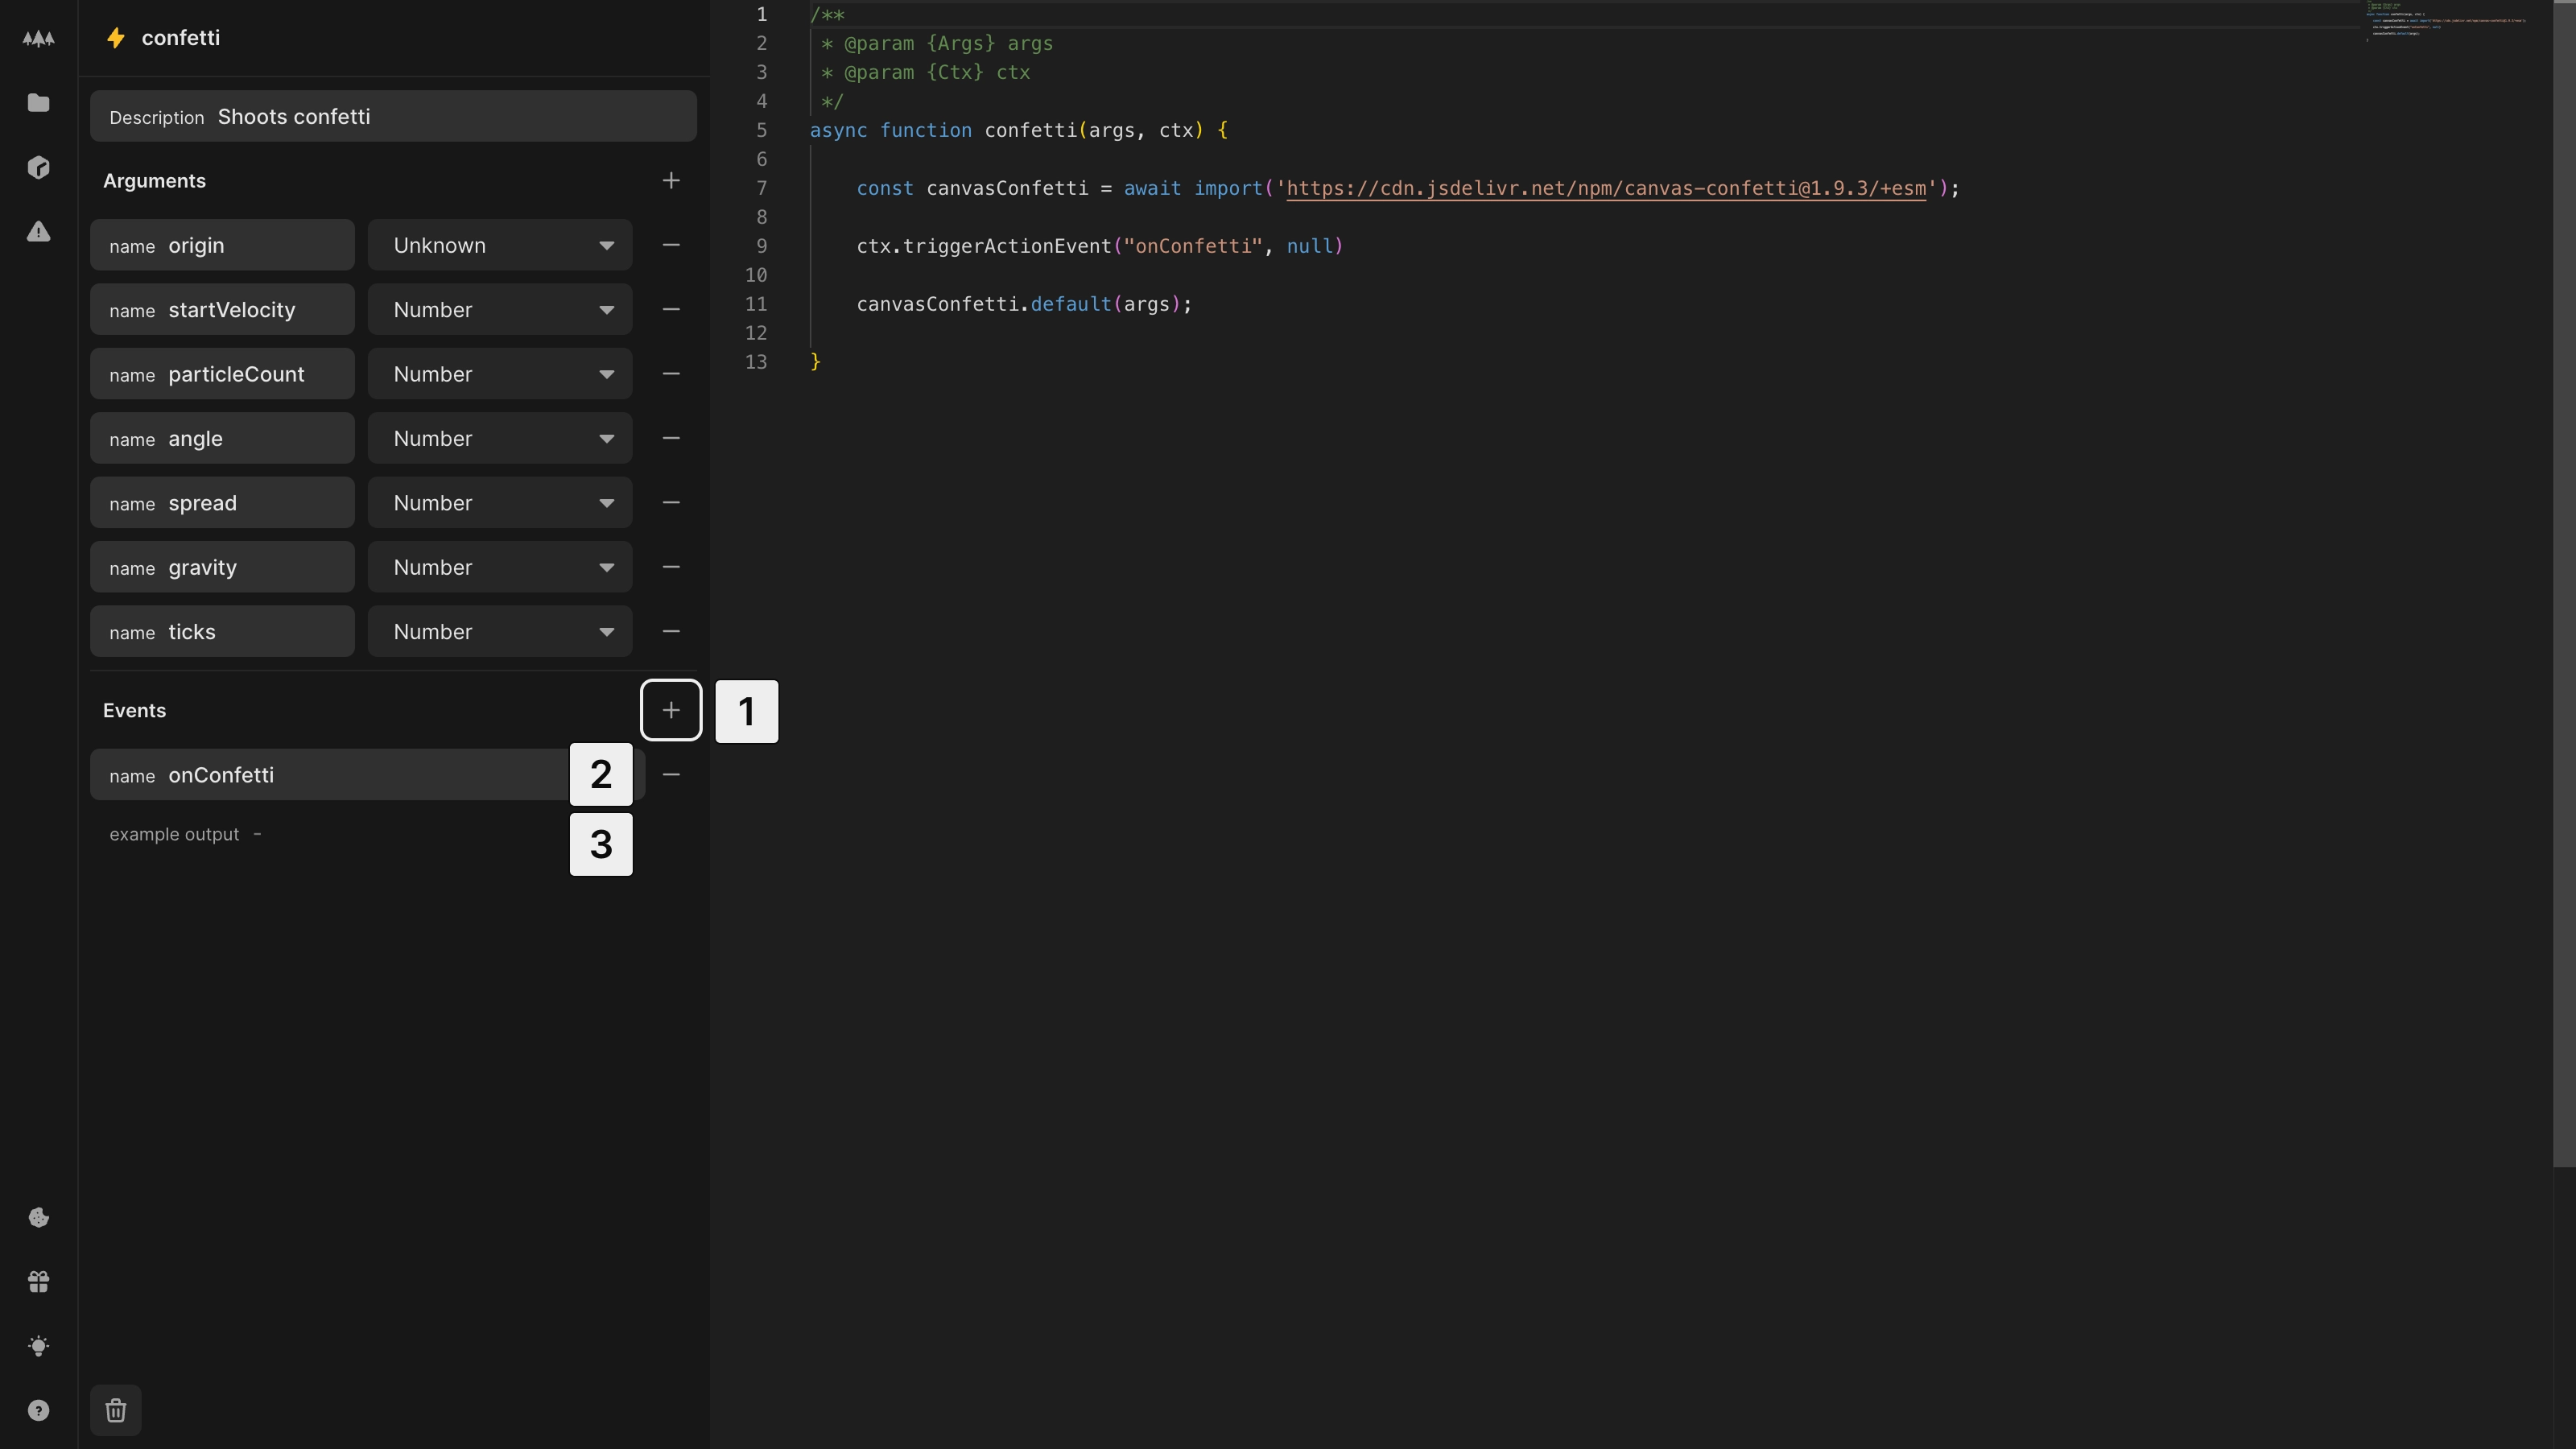 confetti
Description Shoots confetti
Arguments
name origin Unknown
name startVelocity Number
name particleCount Number
name angle Number
name spread Number
name gravity Number
name ticks Number
Events
1
name onConfetti
2
example output -
3
1 /**
2 * @param {Args} args
3 * @param {Ctx} ctx
4 */
5 async function confetti(args, ctx) {
6
7 const canvasConfetti = await import('https://cdn.jsdelivr.net/npm/canvas-confetti@1.9.3/+esm');
8
9 ctx.triggerActionEvent("onConfetti", null)
10
11 canvasConfetti.default(args);
12
13 }